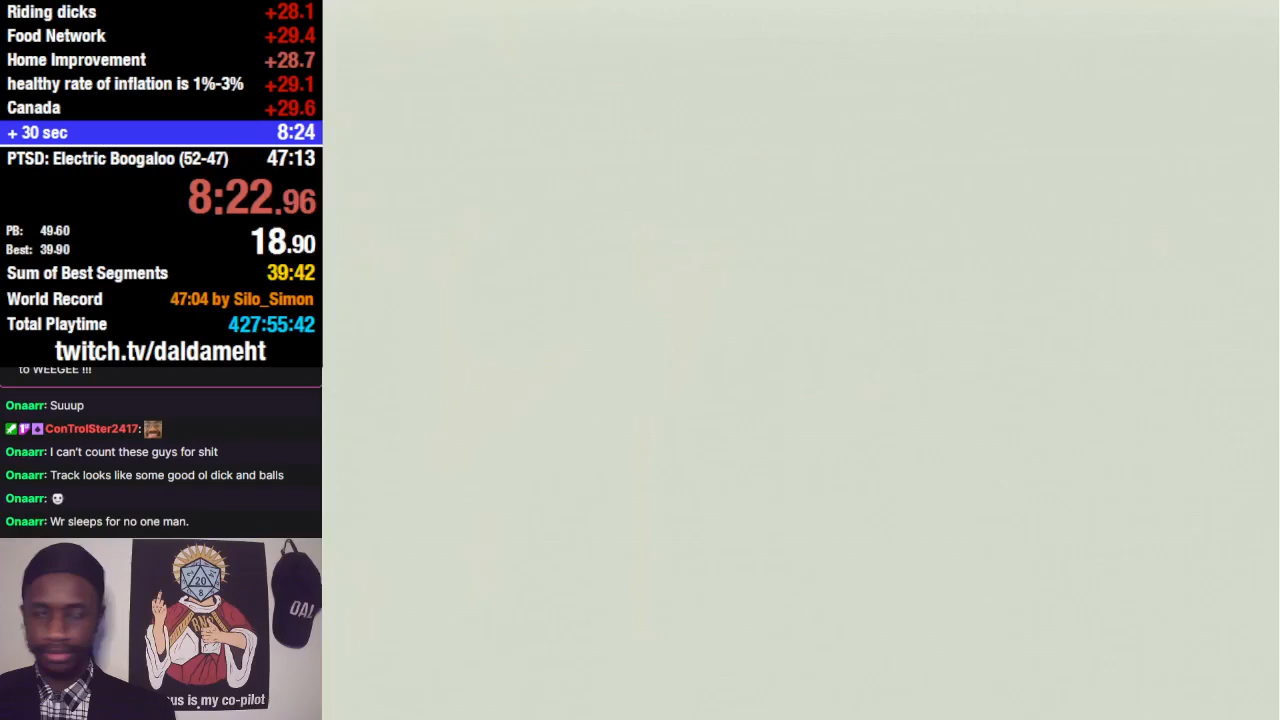 Riding dicks +28.1
Food Network +29.4
Home Improvement +28.7
healthy rate of inflation is 1%-3% +29.1
Canada +29.6
+ 30 sec 8:24
PTSD: Electric Boogaloo (52-47) 47:13
8:22.96
PB: 49.60
Best: 39.90
18.90
Sum of Best Segments 39:42
World Record 47:04 by Silo_Simon
Total Playtime 427:55:42
twitch.tv/daldameht
to WEEGEE !!!
Onaarr: Suuup
ConTrolSter2417:
Onaarr: I can't count these guys for shit
Onaarr: Track looks like some good ol dick and balls
Onaarr:
Onaarr: Wr sleeps for no one man.
20
8
DAL
us is my co-pilot